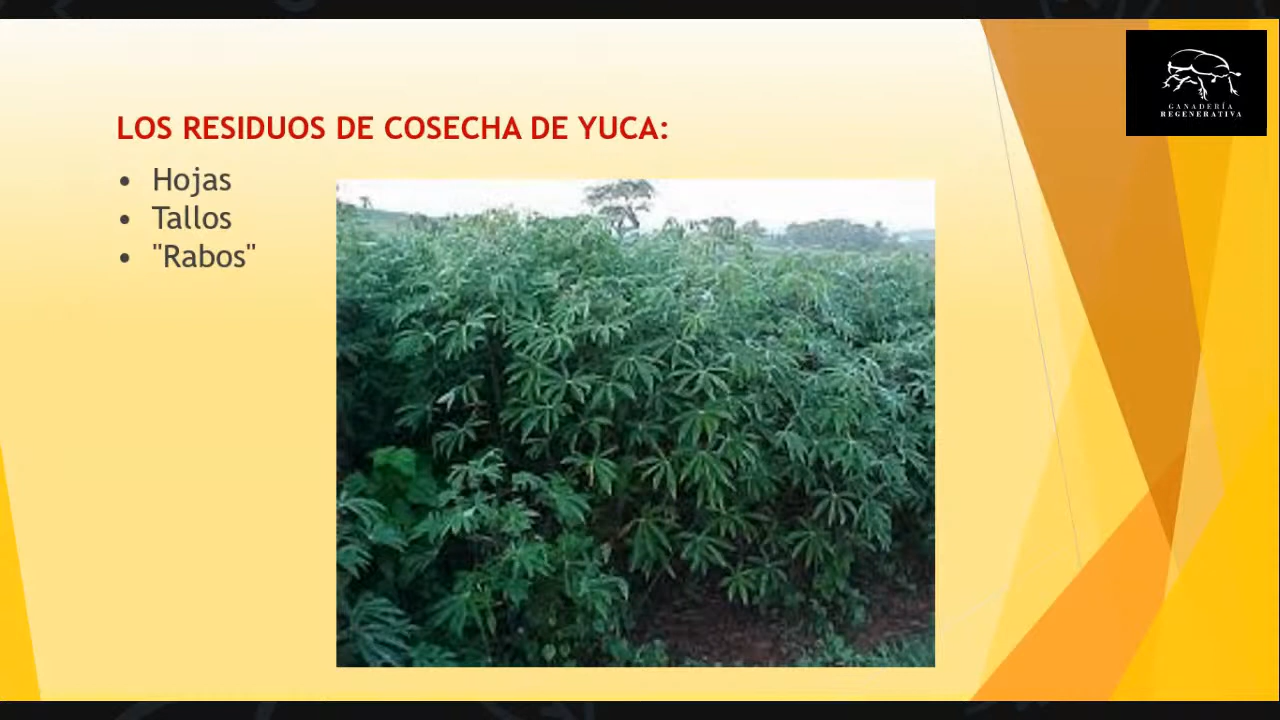 LOS RESIDUOS DE COSECHA DE YUCA:
• Hojas
• Tallos
• "Rabos"
GANADERÍA
REGENERATIVA